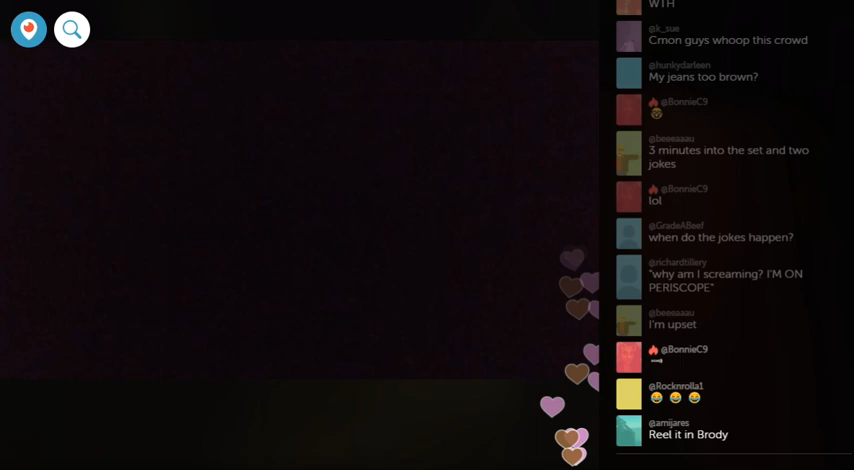 WTH
@k_sue
Cmon guys whoop this crowd
@hunkydarleen
My jeans too brown?
@BonnieC9
@beeeaaau
3 minutes into the set and two
jokes
@BonnieC9
lol
@GradeABeef
when do the jokes happen?
@richardtillery
"why am I screaming? I'M ON
PERISCOPE"
@beeeaaau
I'm upset
@BonnieC9
@Rocknrolla1
@amijares
Reel it in Brody